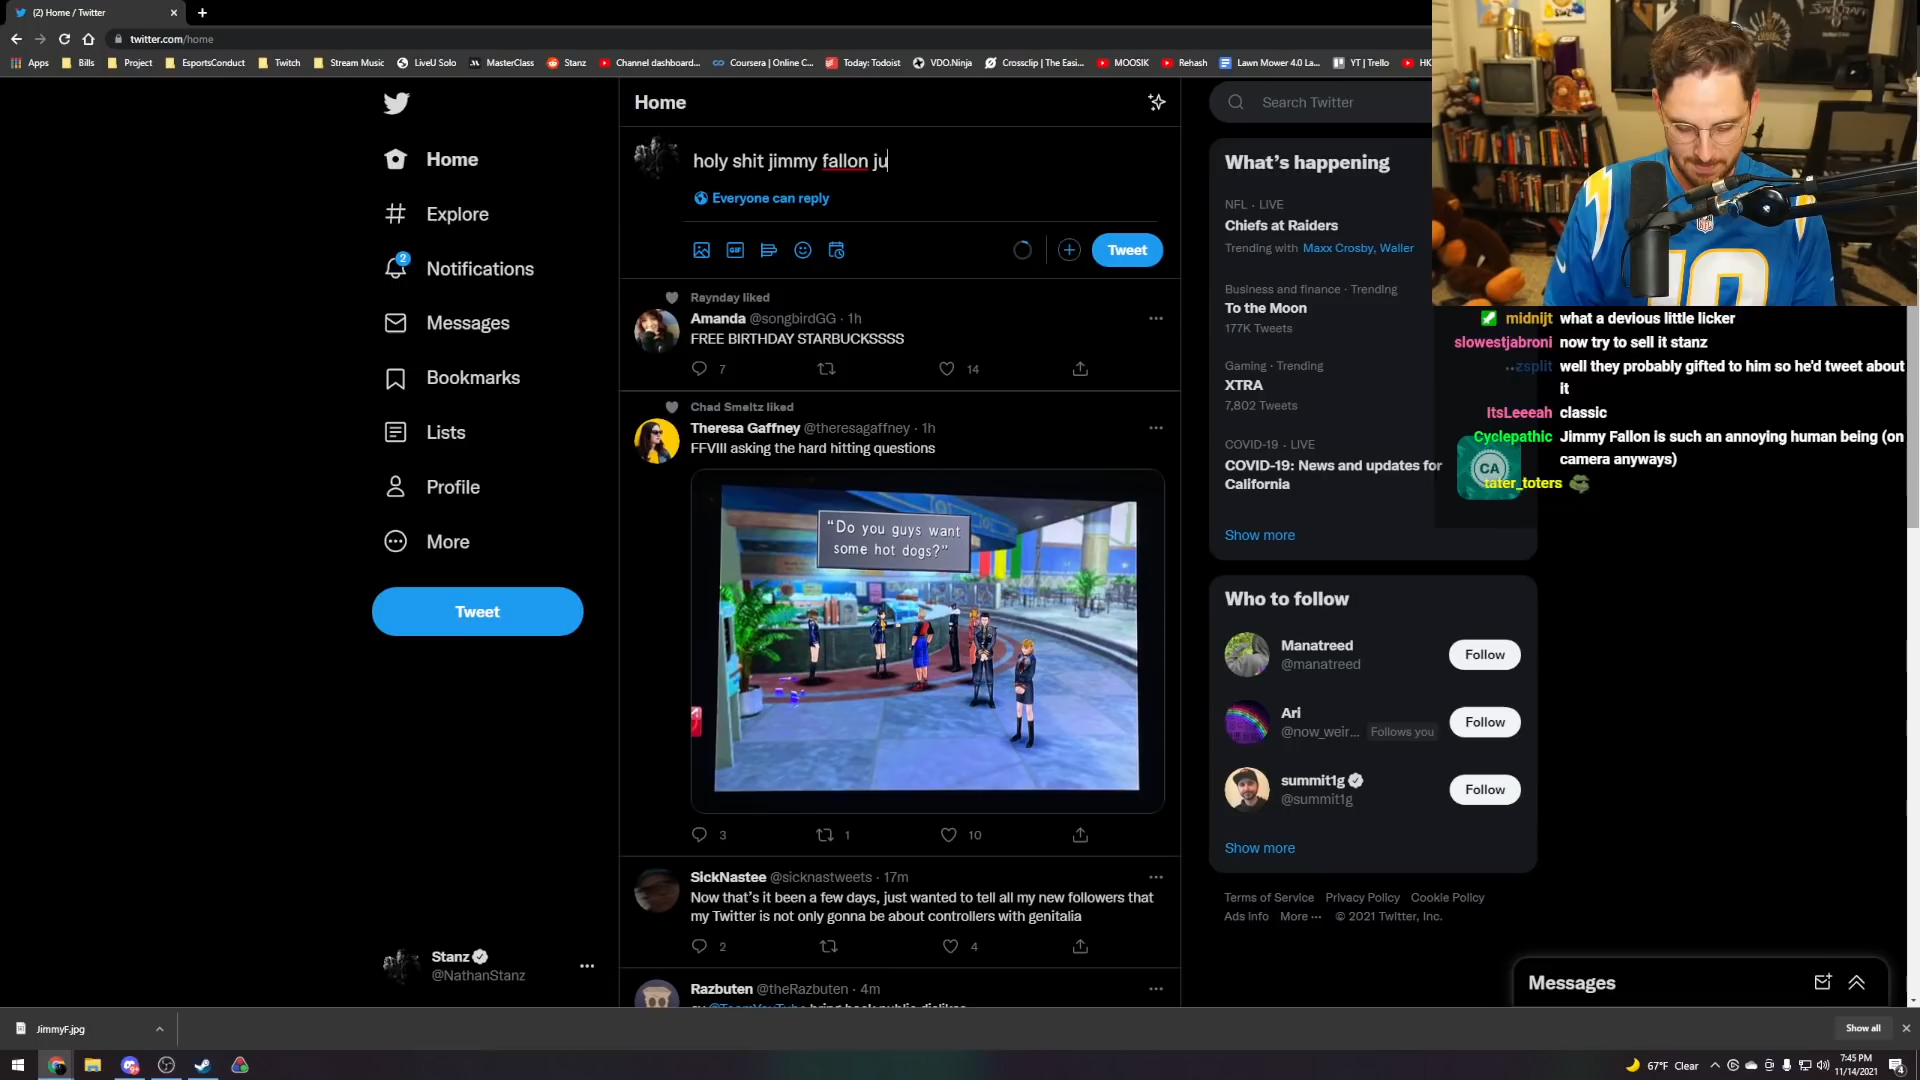 (2) Home / Twitter
twitter.com/home
Apps Bills Project EsportsConduct Twitch Stream Music LiveU Solo MasterClass Stanz Channel dashboard... Coursera | Online C... Today: Todoist VDO.Ninja Crossclip | The Easi... MOOSIK Rehash Lawn Mower 4.0 La... YT | Trello HK
Home
Explore
2
Notifications
Messages
Bookmarks
Lists
Profile
More
Tweet
Stanz
@NathanStanz
Home
holy shit jimmy fallon ju
Everyone can reply
GIF
Tweet
Raynday liked
Amanda @songbirdGG · 1h
FREE BIRTHDAY STARBUCKSSSS
7 14
Chad Smeltz liked
Theresa Gaffney @theresagaffney · 1h
FFVIII asking the hard hitting questions
“Do you guys want
some hot dogs?”
3 1 10
SickNastee @sicknastweets · 17m
Now that’s it been a few days, just wanted to tell all my new followers that
my Twitter is not only gonna be about controllers with genitalia
2 4
Razbuten @theRazbuten · 4m
Search Twitter
What’s happening
NFL · LIVE
Chiefs at Raiders
Trending with Maxx Crosby, Waller
Business and finance · Trending
To the Moon
177K Tweets
Gaming · Trending
XTRA
7,802 Tweets
COVID-19 · LIVE
COVID-19: News and updates for
California
CA
Show more
Who to follow
Manatreed
@manatreed
Follow
Ari
@now_weir... Follows you
Follow
summit1g
@summit1g
Follow
Show more
Terms of Service Privacy Policy Cookie Policy
Ads info More ··· © 2021 Twitter, Inc.
Messages
midnijt what a devious little licker
slowestjabroni now try to sell it stanz
zsplit well they probably gifted to him so he'd tweet about
it
ItsLeeeah classic
Cyclepathic Jimmy Fallon is such an annoying human being (on
camera anyways)
tater_toters
JimmyF.jpg
Show all
67°F Clear
7:45 PM
11/14/2021
4